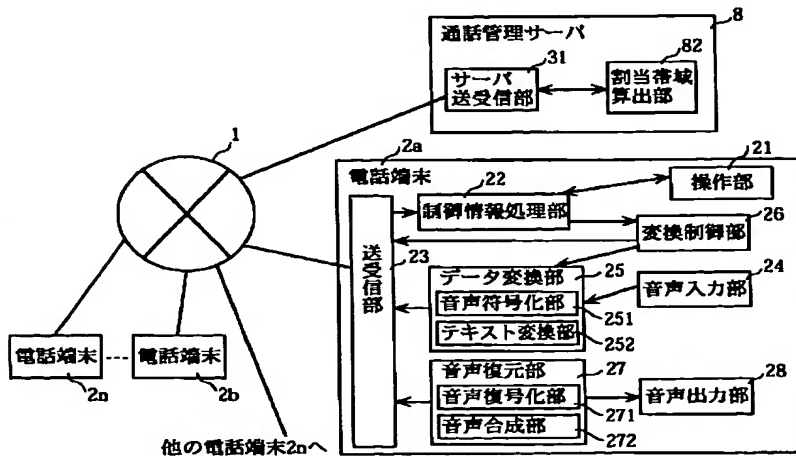 通話管理サーバ
8
31
82
サーバ
送受信部
割当帯域
算出部
1
2a
電話端末
21
操作部
22
制御情報処理部
26
変換制御部
23
送受信部
データ変換部
25
24
音声入力部
音声符号化部
251
テキスト変換部
252
音声復元部
27
28
音声復号化部
271
音声出力部
音声合成部
272
電話端末
電話端末
2n
2b
他の電話端末2nへ